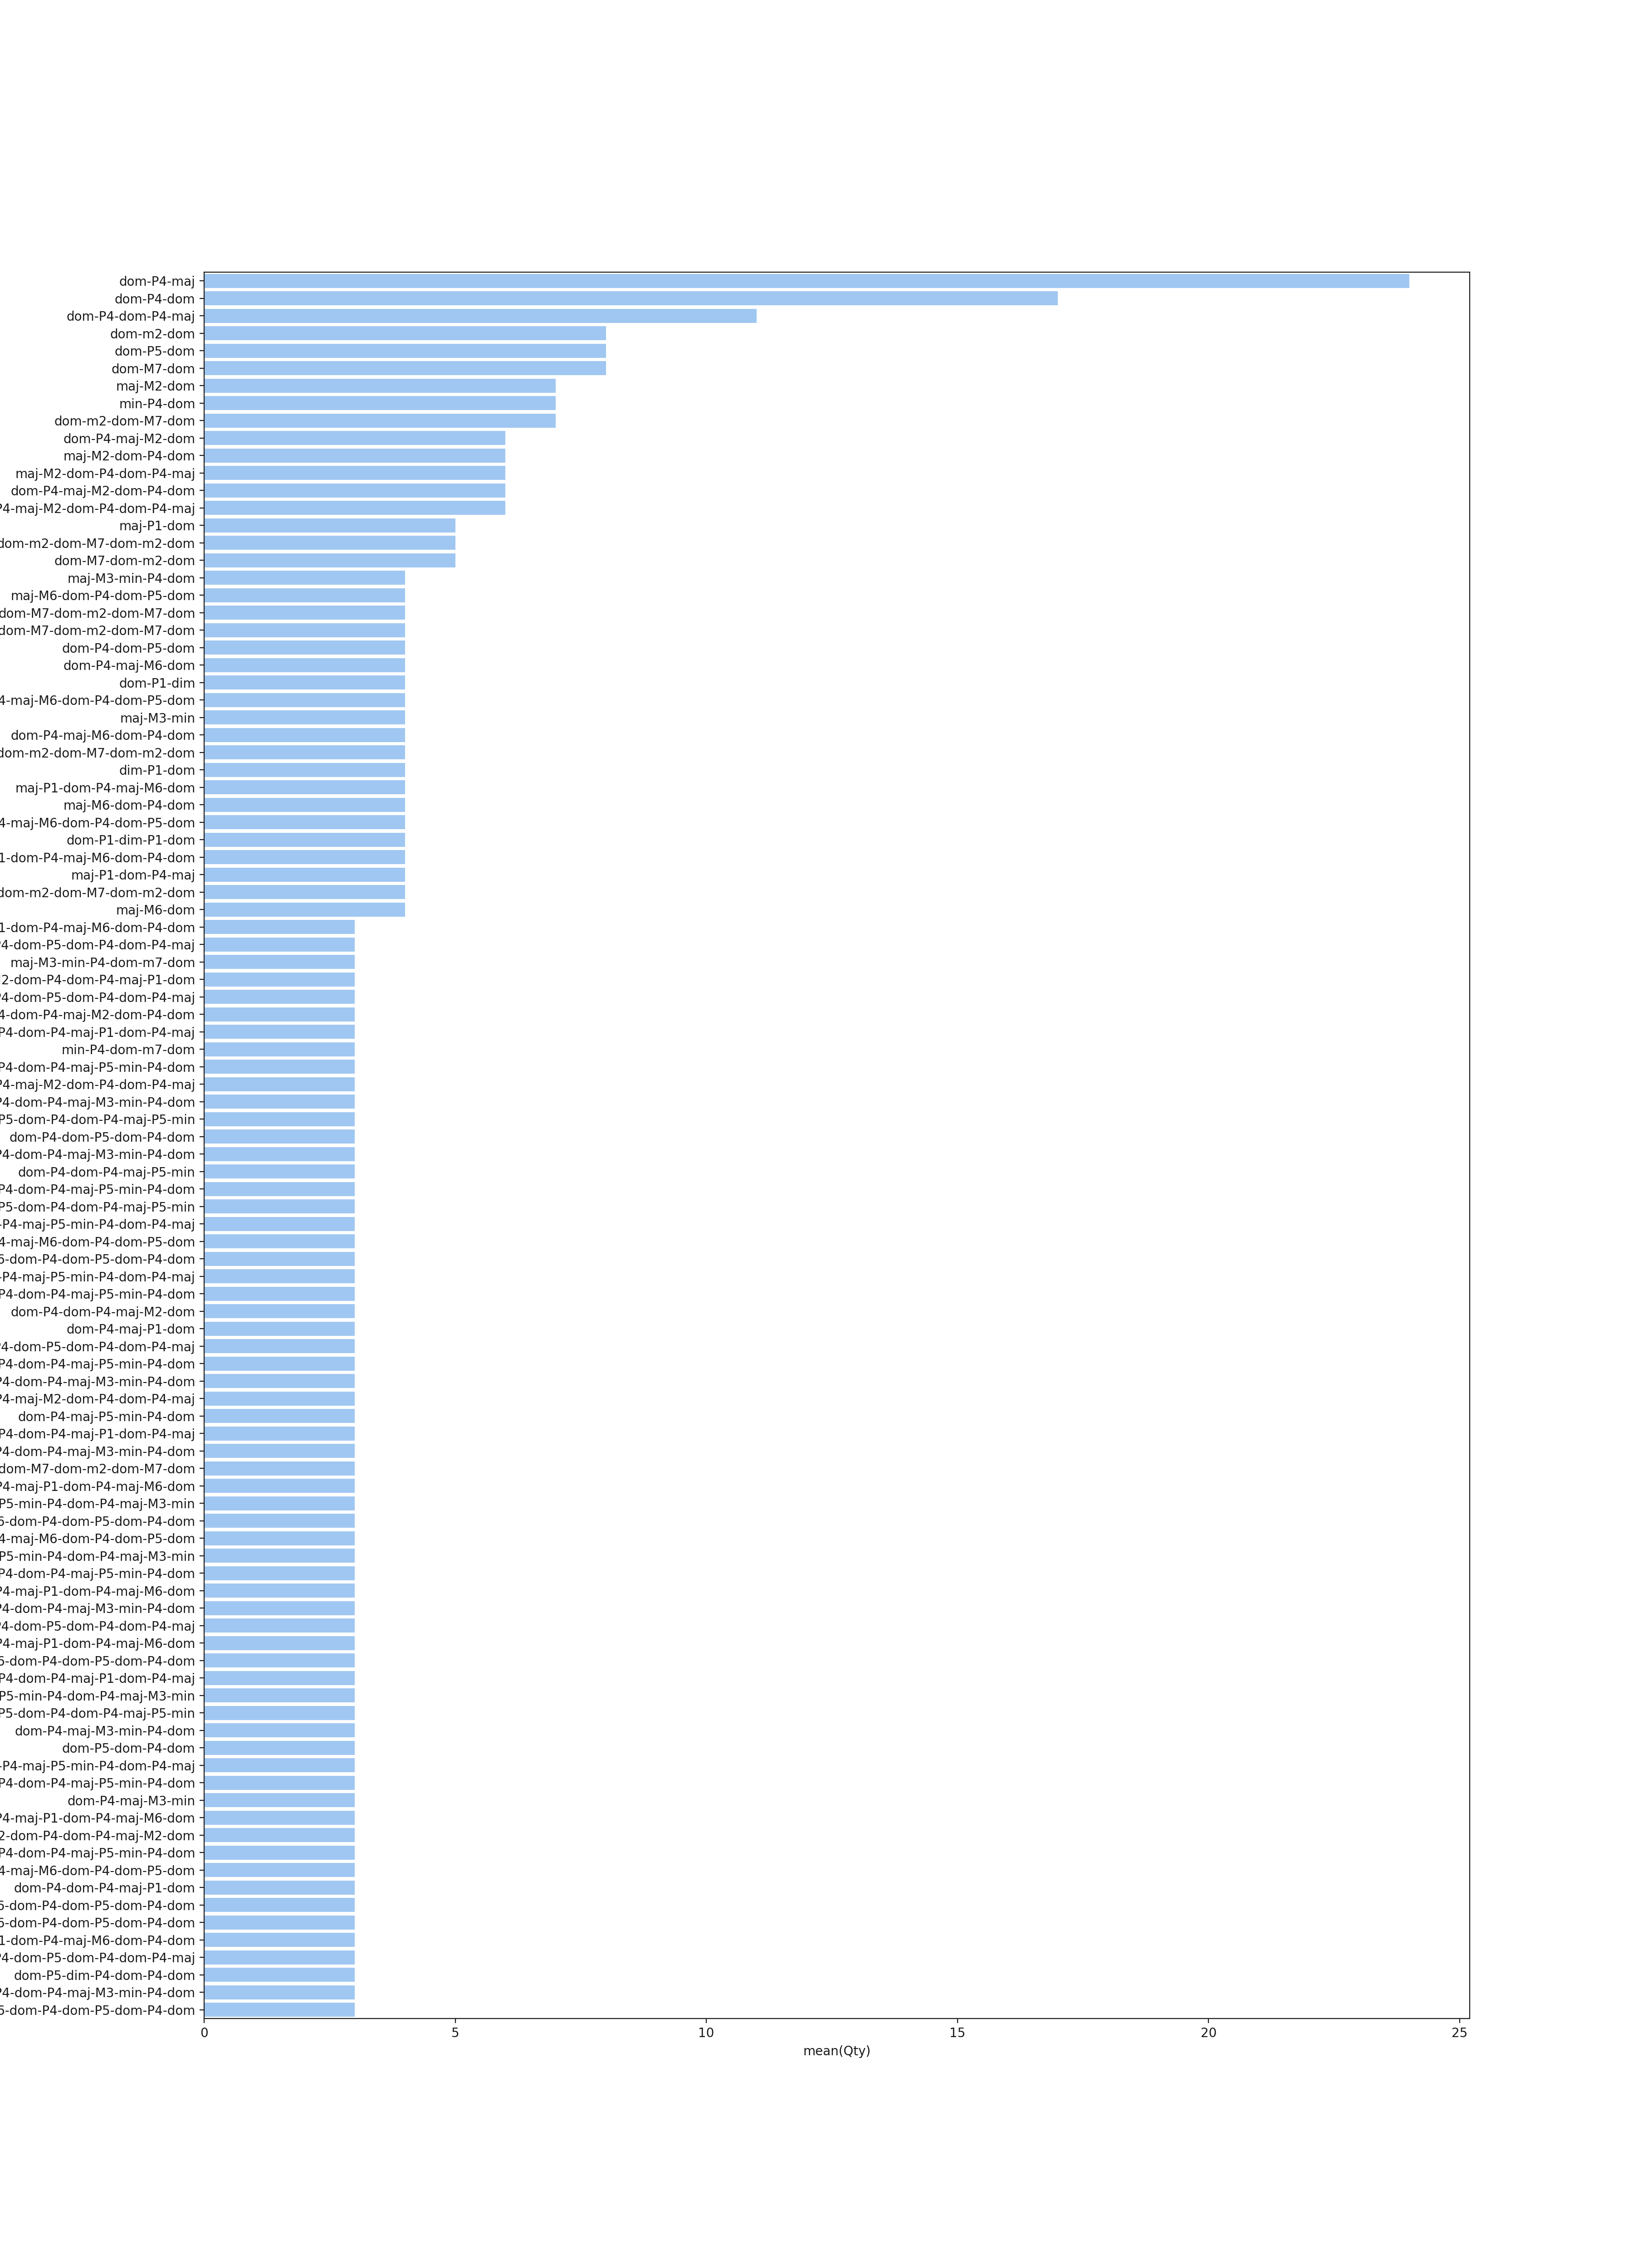 dom-P4-maj
dom-P4-dom
dom-P4-dom-P4-maj
dom-m2-dom
dom-P5-dom
dom-M7-dom
maj-M2-dom
min-P4-dom
dom-m2-dom-M7-dom
dom-P4-maj-M2-dom
maj-M2-dom-P4-dom
maj-M2-dom-P4-dom-P4-maj
dom-P4-maj-M2-dom-P4-dom
P4-maj-M2-dom-P4-dom-P4-maj
maj-P1-dom
dom-m2-dom-M7-dom-m2-dom
dom-M7-dom-m2-dom
maj-M3-min-P4-dom
maj-M6-dom-P4-dom-P5-dom
dom-M7-dom-m2-dom-M7-dom
dom-M7-dom-m2-dom-M7-dom
dom-P4-dom-P5-dom
dom-P4-maj-M6-dom
dom-P1-dim
4-maj-M6-dom-P4-dom-P5-dom
maj-M3-min
dom-P4-maj-M6-dom-P4-dom
dom-m2-dom-M7-dom-m2-dom
dim-P1-dom
maj-P1-dom-P4-maj-M6-dom
maj-M6-dom-P4-dom
4-maj-M6-dom-P4-dom-P5-dom
dom-P1-dim-P1-dom
1-dom-P4-maj-M6-dom-P4-dom
maj-P1-dom-P4-maj
dom-m2-dom-M7-dom-m2-dom
maj-M6-dom
1-dom-P4-maj-M6-dom-P4-dom
4-dom-P5-dom-P4-dom-P4-maj
maj-M3-min-P4-dom-m7-dom
2-dom-P4-dom-P4-maj-P1-dom
4-dom-P5-dom-P4-dom-P4-maj
4-dom-P4-maj-M2-dom-P4-dom
P4-dom-P4-maj-P1-dom-P4-maj
min-P4-dom-m7-dom
P4-dom-P4-maj-P5-min-P4-dom
P4-maj-M2-dom-P4-dom-P4-maj
P4-dom-P4-maj-M3-min-P4-dom
P5-dom-P4-dom-P4-maj-P5-min
dom-P4-dom-P5-dom-P4-dom
P4-dom-P4-maj-M3-min-P4-dom
dom-P4-dom-P4-maj-P5-min
P4-dom-P4-maj-P5-min-P4-dom
P5-dom-P4-dom-P4-maj-P5-min
-P4-maj-P5-min-P4-dom-P4-maj
4-maj-M6-dom-P4-dom-P5-dom
6-dom-P4-dom-P5-dom-P4-dom
-P4-maj-P5-min-P4-dom-P4-maj
P4-dom-P4-maj-P5-min-P4-dom
dom-P4-dom-P4-maj-M2-dom
dom-P4-maj-P1-dom
P4-dom-P5-dom-P4-dom-P4-maj
P4-dom-P4-maj-P5-min-P4-dom
P4-dom-P4-maj-M3-min-P4-dom
P4-maj-M2-dom-P4-dom-P4-maj
dom-P4-maj-P5-min-P4-dom
P4-dom-P4-maj-P1-dom-P4-maj
P4-dom-P4-maj-M3-min-P4-dom
dom-M7-dom-m2-dom-M7-dom
P4-maj-P1-dom-P4-maj-M6-dom
P5-min-P4-dom-P4-maj-M3-min
6-dom-P4-dom-P5-dom-P4-dom
4-maj-M6-dom-P4-dom-P5-dom
P5-min-P4-dom-P4-maj-M3-min
P4-dom-P4-maj-P5-min-P4-dom
P4-maj-P1-dom-P4-maj-M6-dom
P4-dom-P4-maj-M3-min-P4-dom
4-dom-P5-dom-P4-dom-P4-maj
P4-maj-P1-dom-P4-maj-M6-dom
6-dom-P4-dom-P5-dom-P4-dom
P4-dom-P4-maj-P1-dom-P4-maj
P5-min-P4-dom-P4-maj-M3-min
P5-dom-P4-dom-P4-maj-P5-min
dom-P4-maj-M3-min-P4-dom
dom-P5-dom-P4-dom
-P4-maj-P5-min-P4-dom-P4-maj
P4-dom-P4-maj-P5-min-P4-dom
dom-P4-maj-M3-min
P4-maj-P1-dom-P4-maj-M6-dom
2-dom-P4-dom-P4-maj-M2-dom
P4-dom-P4-maj-P5-min-P4-dom
4-maj-M6-dom-P4-dom-P5-dom
dom-P4-dom-P4-maj-P1-dom
6-dom-P4-dom-P5-dom-P4-dom
6-dom-P4-dom-P5-dom-P4-dom
1-dom-P4-maj-M6-dom-P4-dom
4-dom-P5-dom-P4-dom-P4-maj
dom-P5-dim-P4-dom-P4-dom
P4-dom-P4-maj-M3-min-P4-dom
6-dom-P4-dom-P5-dom-P4-dom
0 5 10 15 20 25
mean(Qty)